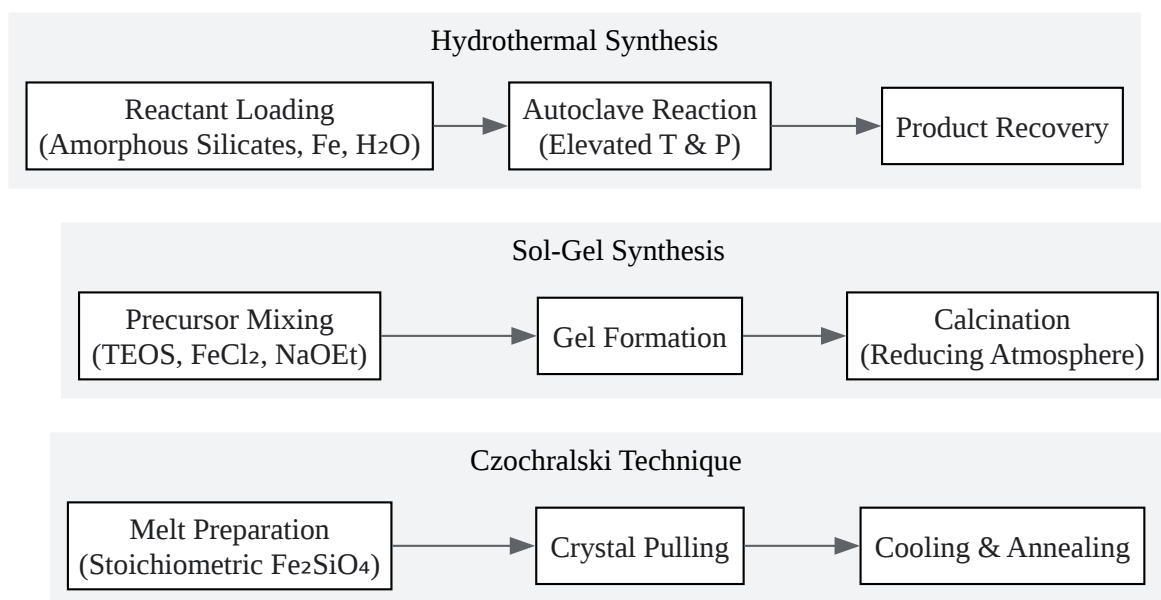 Hydrothermal Synthesis
Reactant Loading
(Amorphous Silicates, Fe, H₂O)
Autoclave Reaction
(Elevated T & P)
Product Recovery
Sol-Gel Synthesis
Precursor Mixing
(TEOS, FeCl₂, NaOEt)
Gel Formation
Calcination
(Reducing Atmosphere)
Czochralski Technique
Melt Preparation
(Stoichiometric Fe₂SiO₄)
Crystal Pulling
Cooling & Annealing